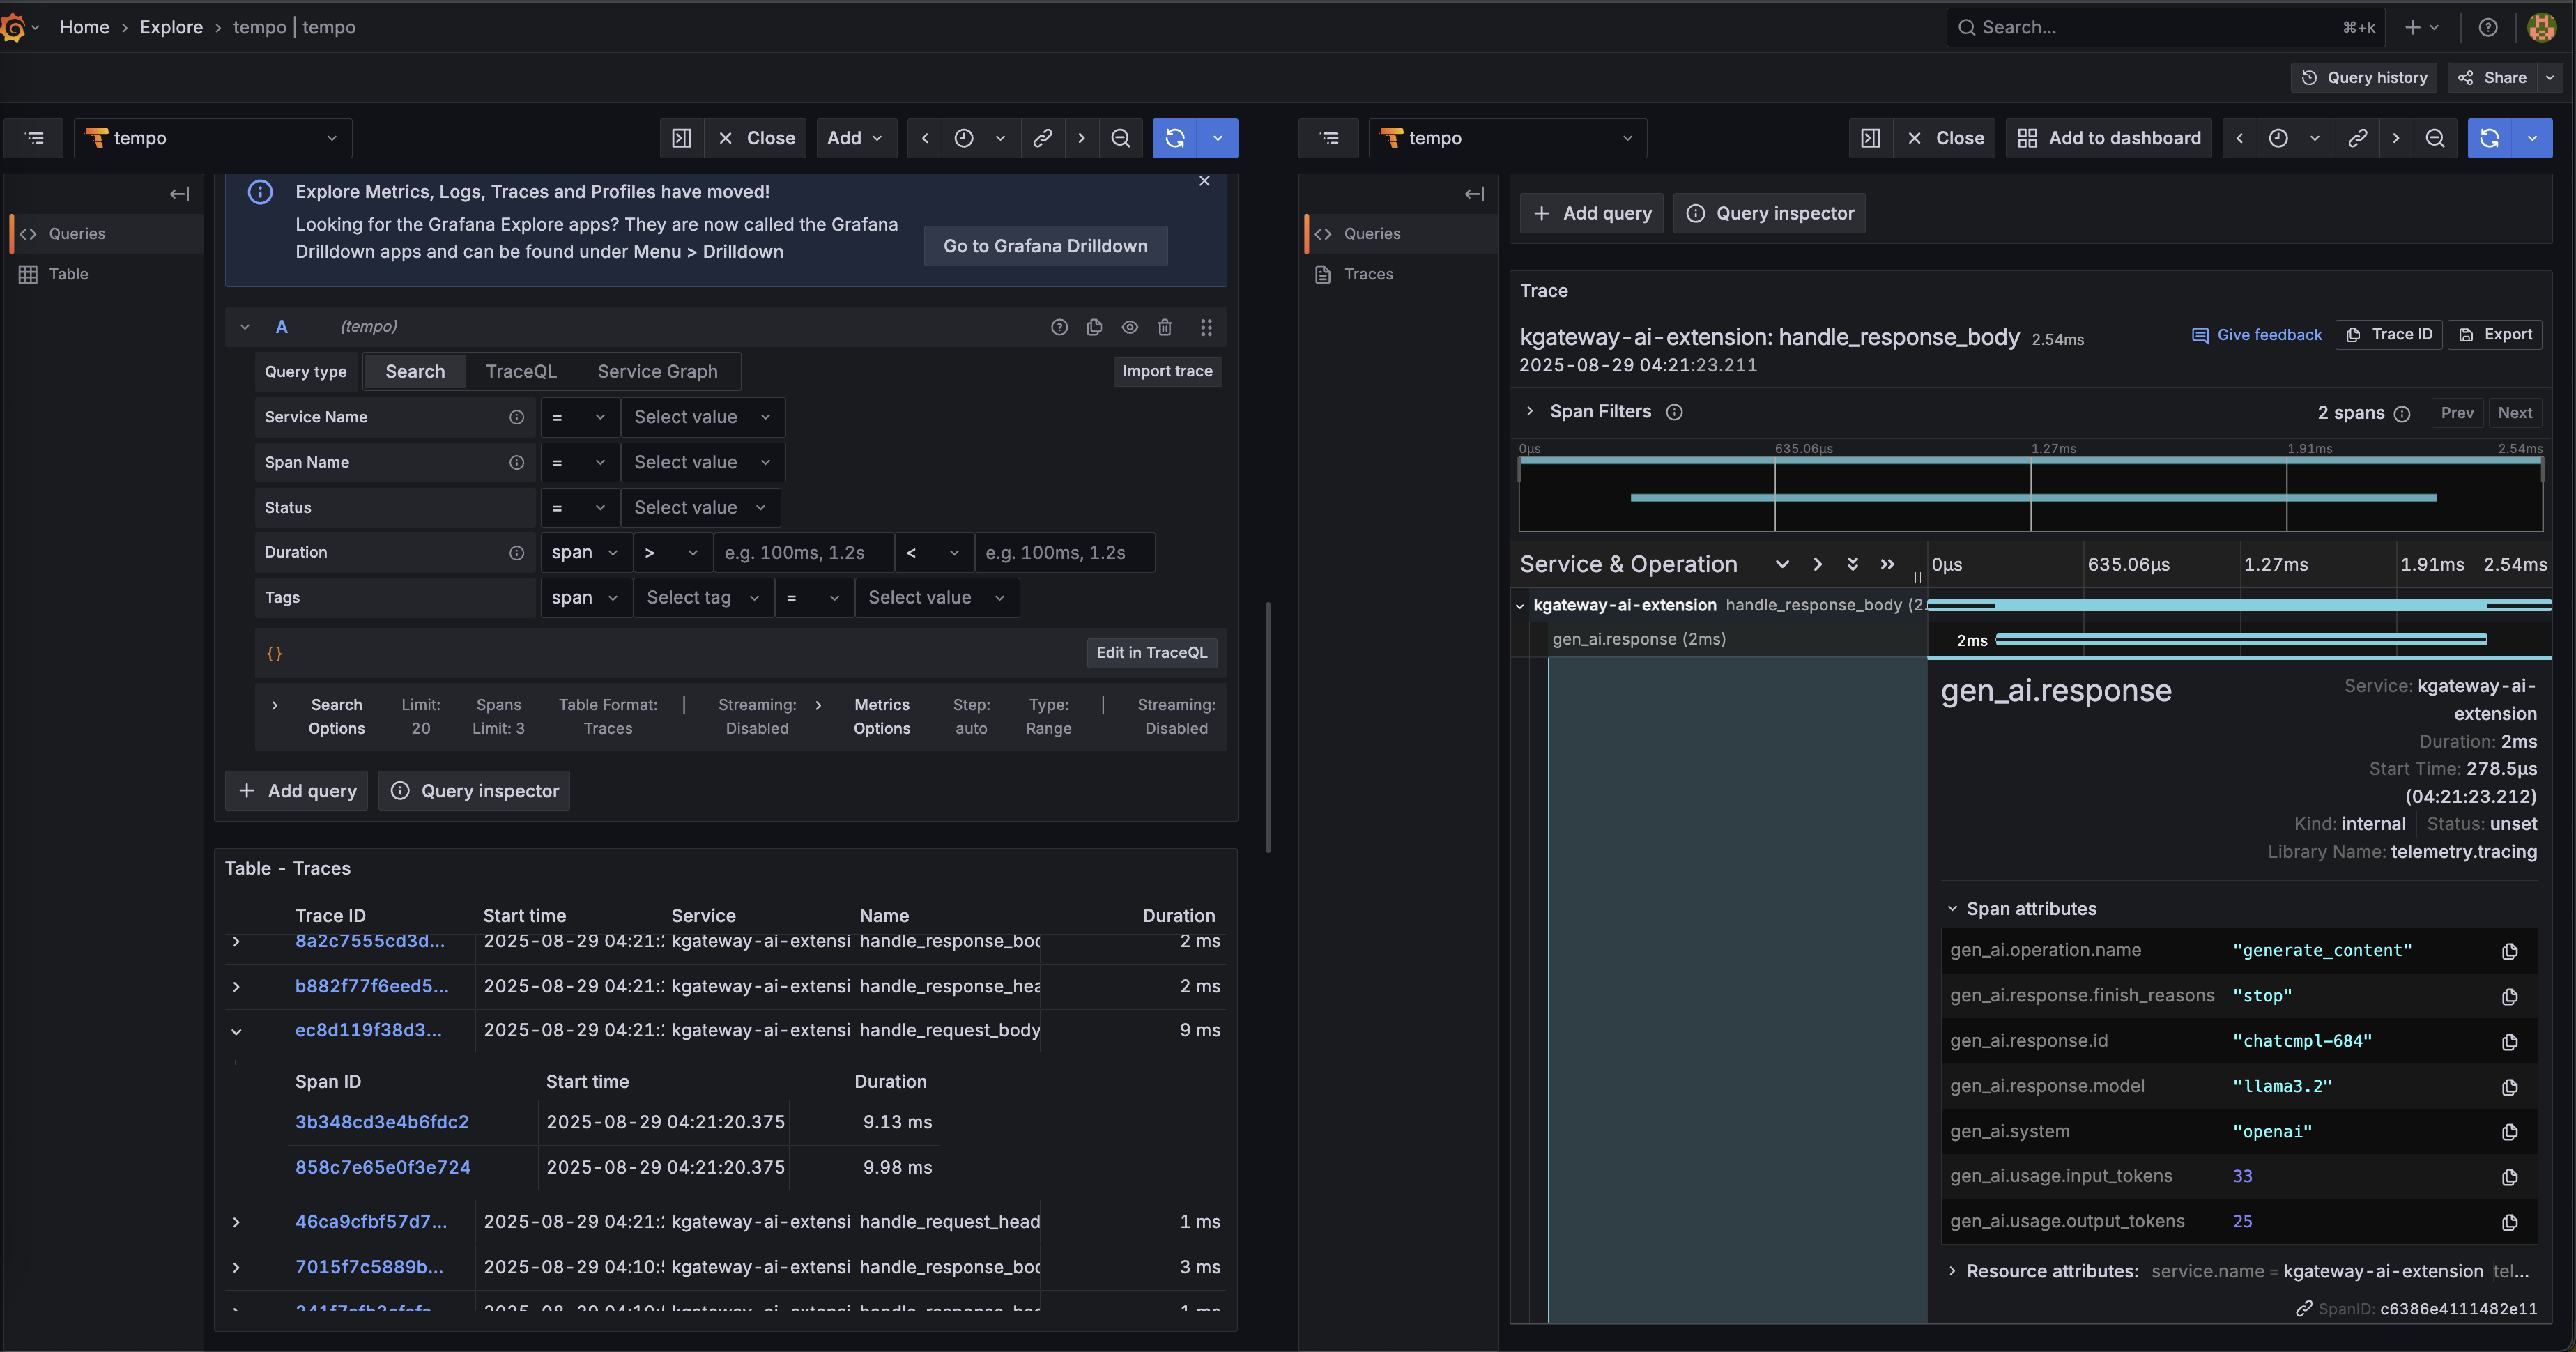 Home › Explore › tempo | tempo
Search... ⌘+k
Query history Share
tempo Close Add
Queries
Table
Explore Metrics, Logs, Traces and Profiles have moved!
Looking for the Grafana Explore apps? They are now called the Grafana
Drilldown apps and can be found under Menu > Drilldown
Go to Grafana Drilldown
A (tempo)
Query type Search TraceQL Service Graph Import trace
Service Name = Select value
Span Name = Select value
Status = Select value
Duration span > e.g. 100ms, 1.2s < e.g. 100ms, 1.2s
Tags span Select tag = Select value
{} Edit in TraceQL
Search Options Limit: 20 Spans Limit: 3 Table Format: Traces | Streaming: Disabled Metrics Options Step: auto Type: Range | Streaming: Disabled
+ Add query Query inspector
Table - Traces
Trace ID Start time Service Name Duration
8a2c7555cd3d... 2025-08-29 04:21: kgateway-ai-extensi handle_response_bod 2 ms
b882f77f6eed5... 2025-08-29 04:21: kgateway-ai-extensi handle_response_hea 2 ms
ec8d119f38d3... 2025-08-29 04:21: kgateway-ai-extensi handle_request_body 9 ms
Span ID Start time Duration
3b348cd3e4b6fdc2 2025-08-29 04:21:20.375 9.13 ms
858c7e65e0f3e724 2025-08-29 04:21:20.375 9.98 ms
46ca9cfbf57d7... 2025-08-29 04:21: kgateway-ai-extensi handle_request_head 1 ms
7015f7c5889b... 2025-08-29 04:10: kgateway-ai-extensi handle_response_bod 3 ms
tempo Close Add to dashboard
Queries
Traces
+ Add query Query inspector
Trace
kgateway-ai-extension: handle_response_body 2.54ms
Give feedback Trace ID Export
2025-08-29 04:21:23.211
Span Filters 2 spans Prev Next
0µs 635.06µs 1.27ms 1.91ms 2.54ms
Service & Operation 0µs 635.06µs 1.27ms 1.91ms 2.54ms
kgateway-ai-extension handle_response_body (2.
gen_ai.response (2ms) 2ms
gen_ai.response
Service: kgateway-ai-
extension
Duration: 2ms
Start Time: 278.5µs
(04:21:23.212)
Kind: internal Status: unset
Library Name: telemetry.tracing
Span attributes
gen_ai.operation.name "generate_content"
gen_ai.response.finish_reasons "stop"
gen_ai.response.id "chatcmpl-684"
gen_ai.response.model "llama3.2"
gen_ai.system "openai"
gen_ai.usage.input_tokens 33
gen_ai.usage.output_tokens 25
Resource attributes: service.name = kgateway-ai-extension tel...
SpanID: c6386e4111482e11